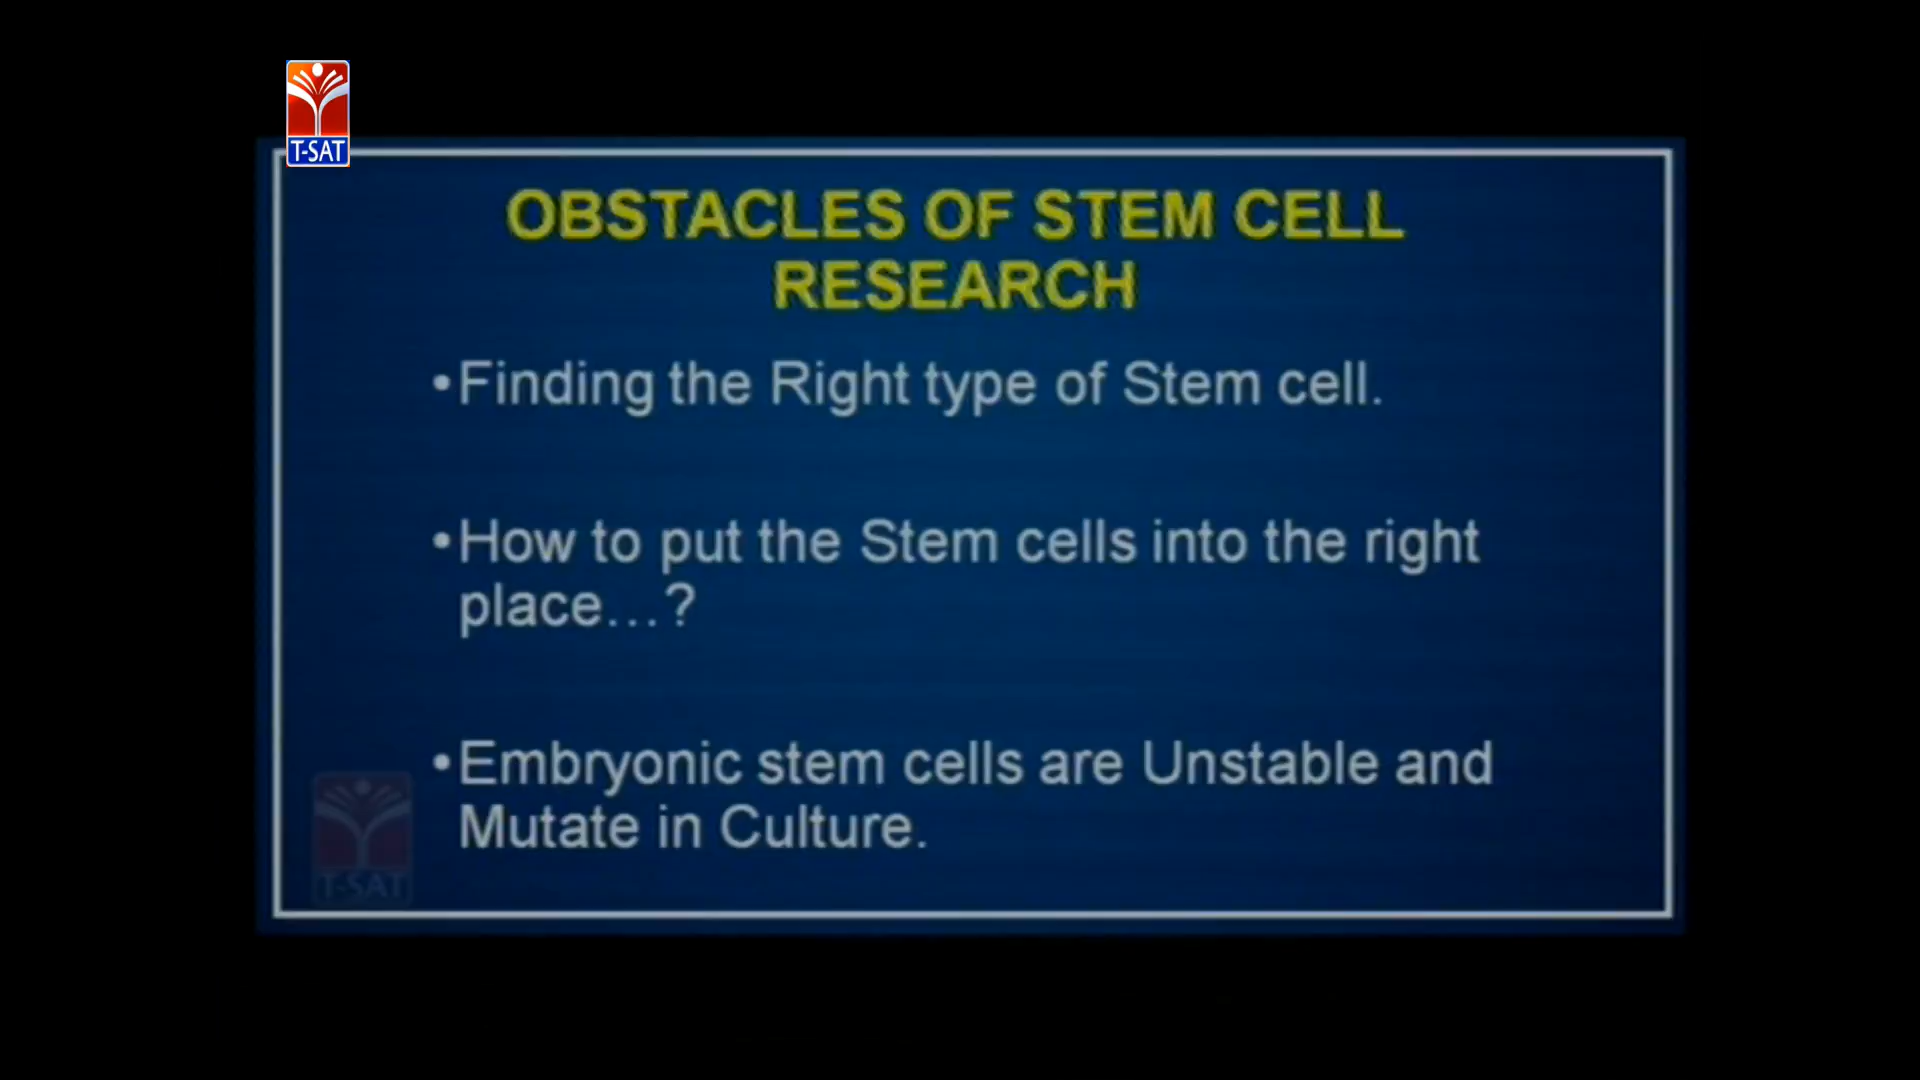 T-SAT
OBSTACLES OF STEM CELL
RESEARCH
•Finding the Right type of Stem cell.
•How to put the Stem cells into the right
place…?
•Embryonic stem cells are Unstable and
Mutate in Culture.
T-SAT